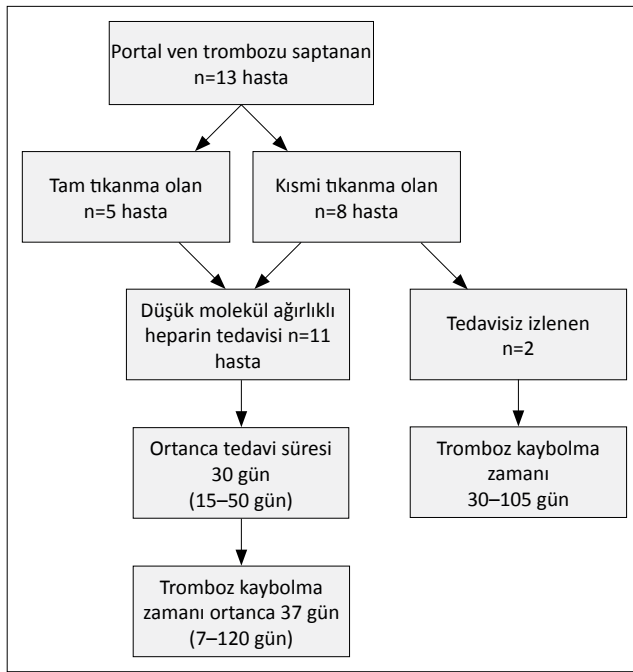 Portal ven trombozu saptanan
n=13 hasta
Tam tıkanma olan
n=5 hasta
Kısmi tıkanma olan
n=8 hasta
Düşük molekül ağırlıklı
heparin tedavisi n=11
hasta
Tedavisiz izlenen
n=2
Ortanca tedavi süresi
30 gün
(15–50 gün)
Tromboz kaybolma
zamanı
30–105 gün
Tromboz kaybolma
zamanı ortanca 37 gün
(7–120 gün)